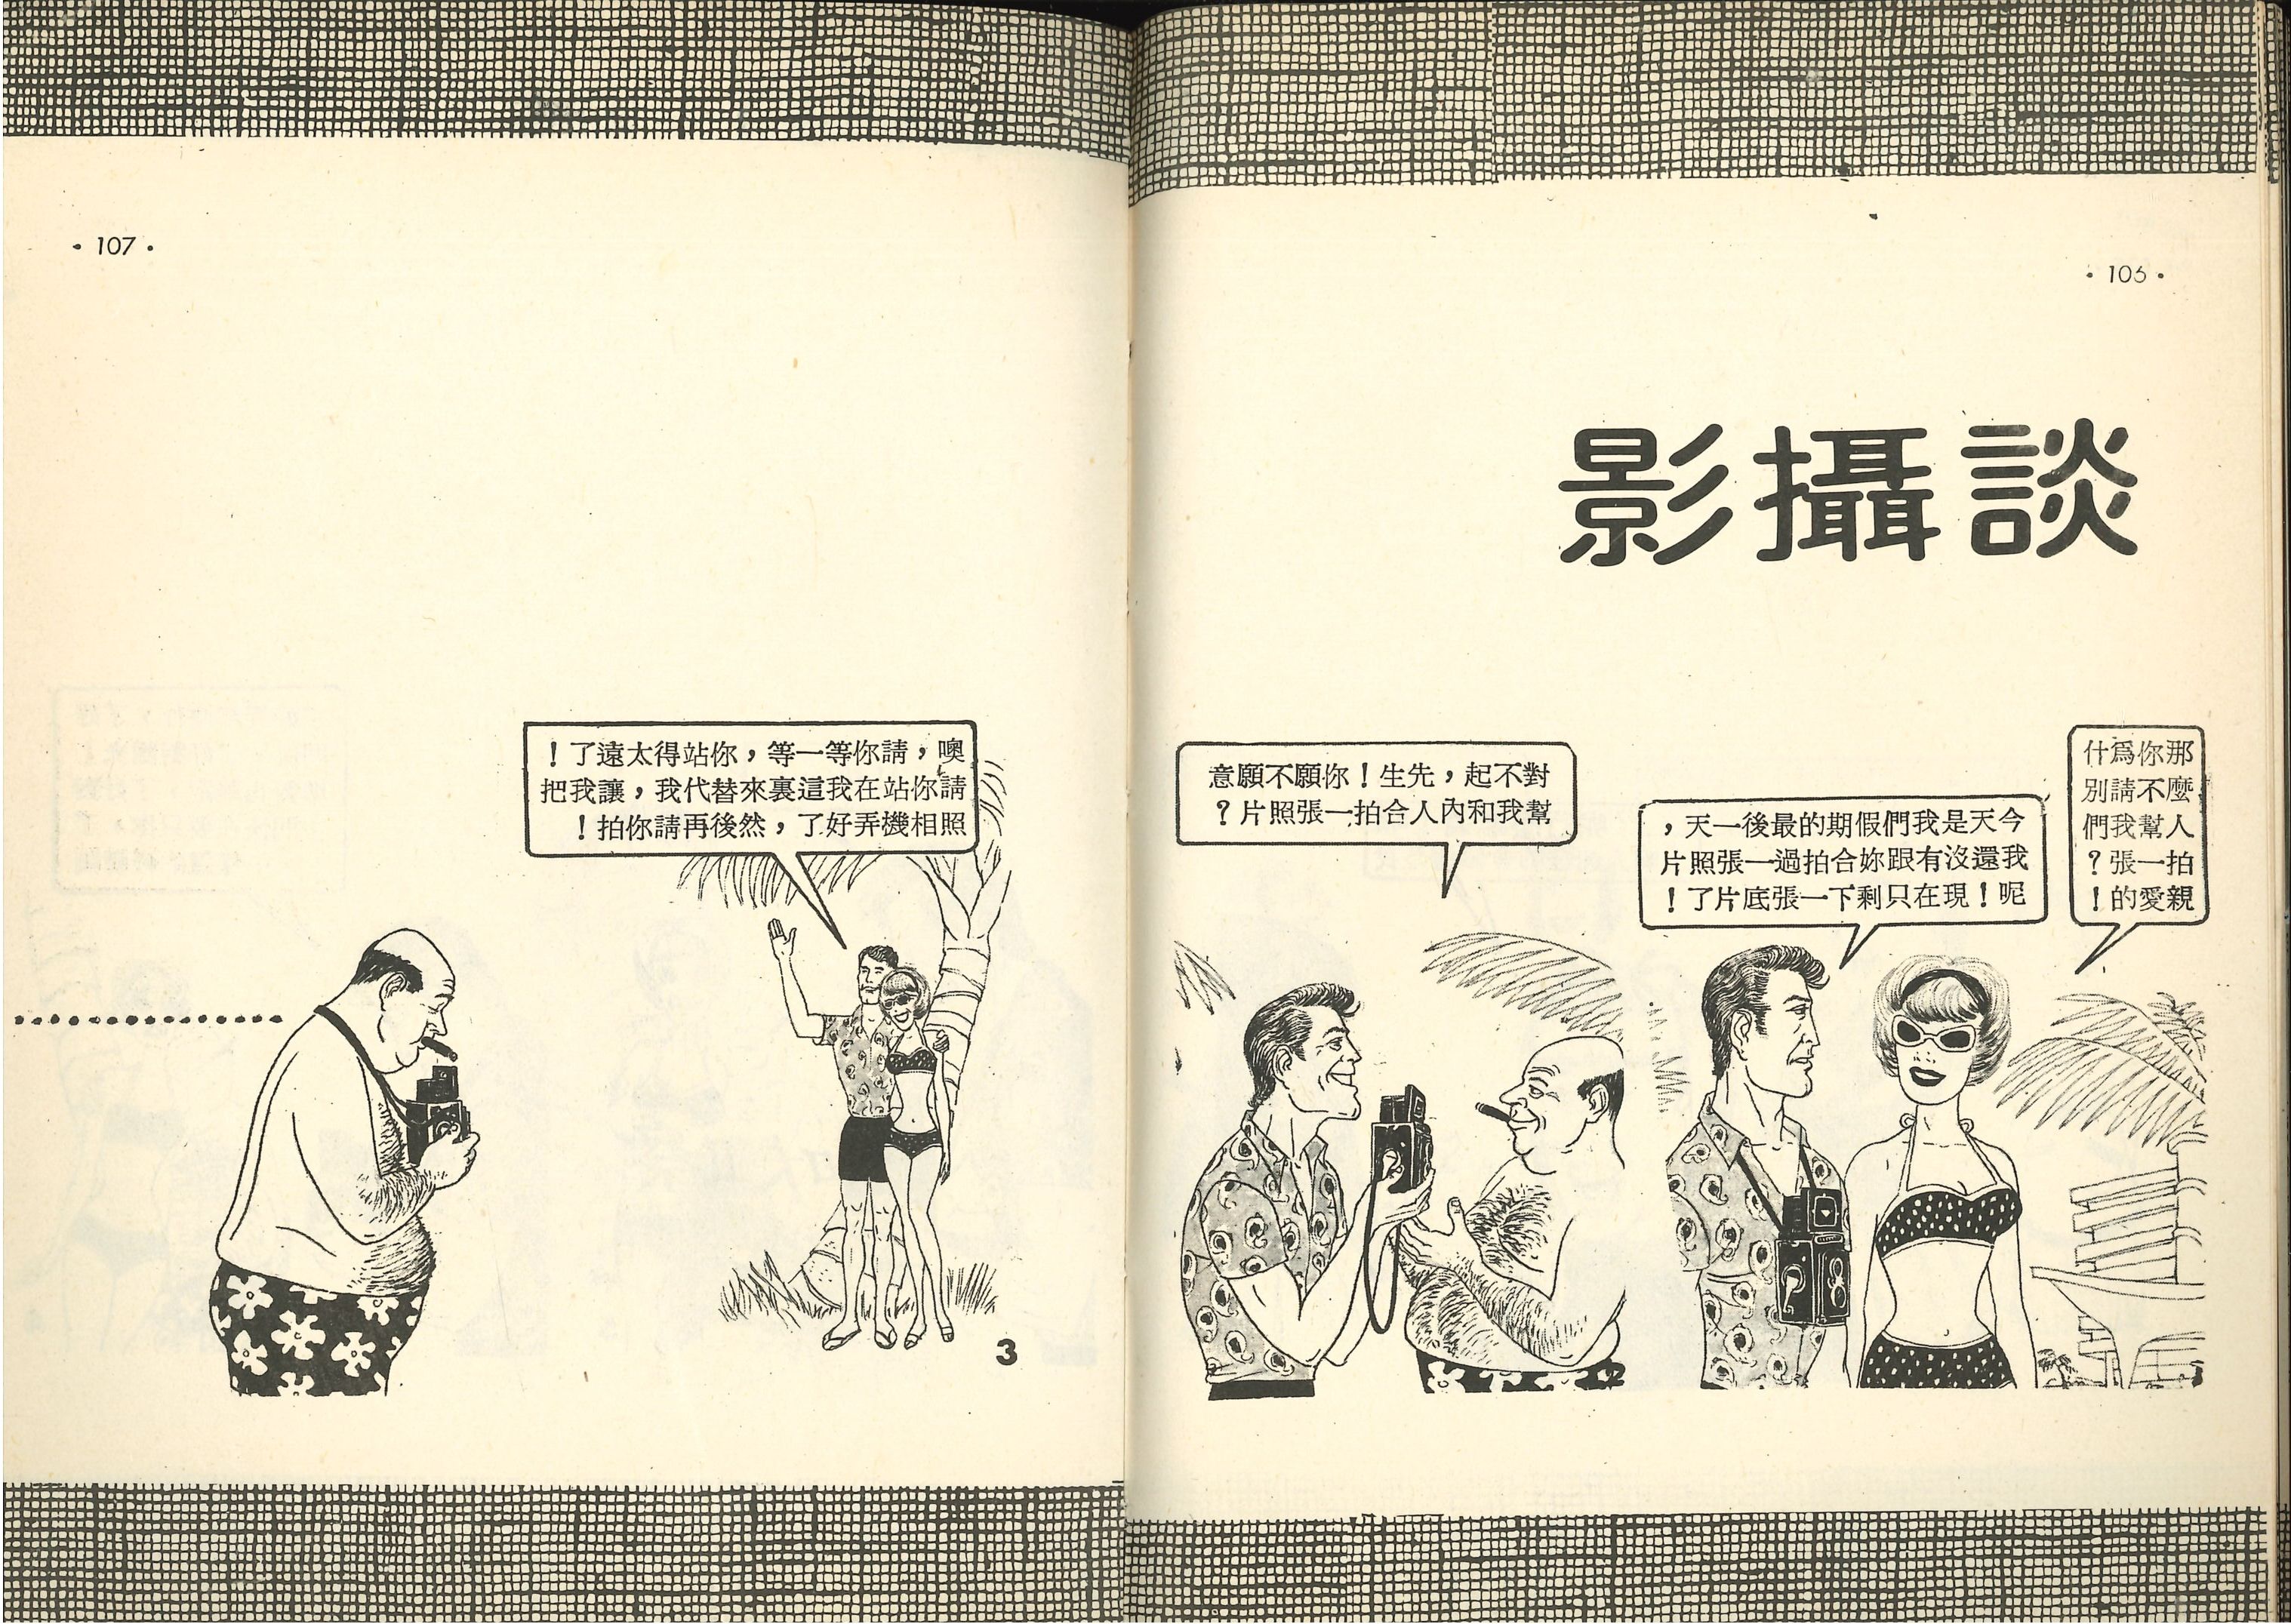 · 106 ·
談攝影
今天是我們假期的最後一天，
我還沒有跟妳合拍過一張照片
呢！現在只剩下一張底片了！
那你爲什
麼不請別
人幫我們
拍一張？
親愛的！
1
對不起，先生！你願不願意
幫我和內人合拍一張照片？
2
· 107 ·
噢，請你等一等，你站得太遠了！
請你站在我這裏來替代我，讓我把
照相機弄好了，然後再請你拍！
3